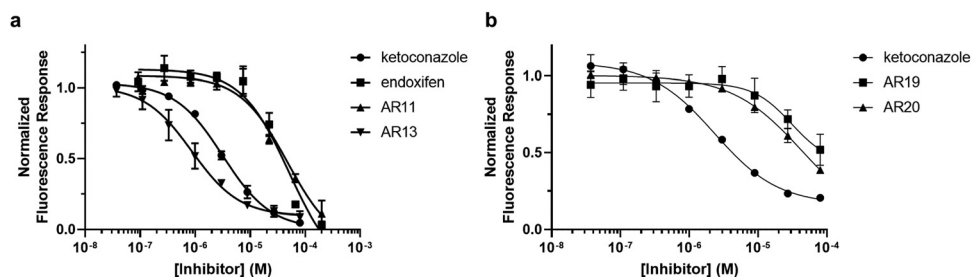 a
Normalized
Fluorescence Response
1.0
0.5
0.0
10-8
10-7
10-6
10-5
10-4
10-3
[Inhibitor] (M)
ketoconazole
endoxifen
AR11
AR13
b
Normalized
Fluorescence Response
1.0
0.5
0.0
10-8
10-7
10-6
10-5
10-4
[Inhibitor] (M)
ketoconazole
AR19
AR20